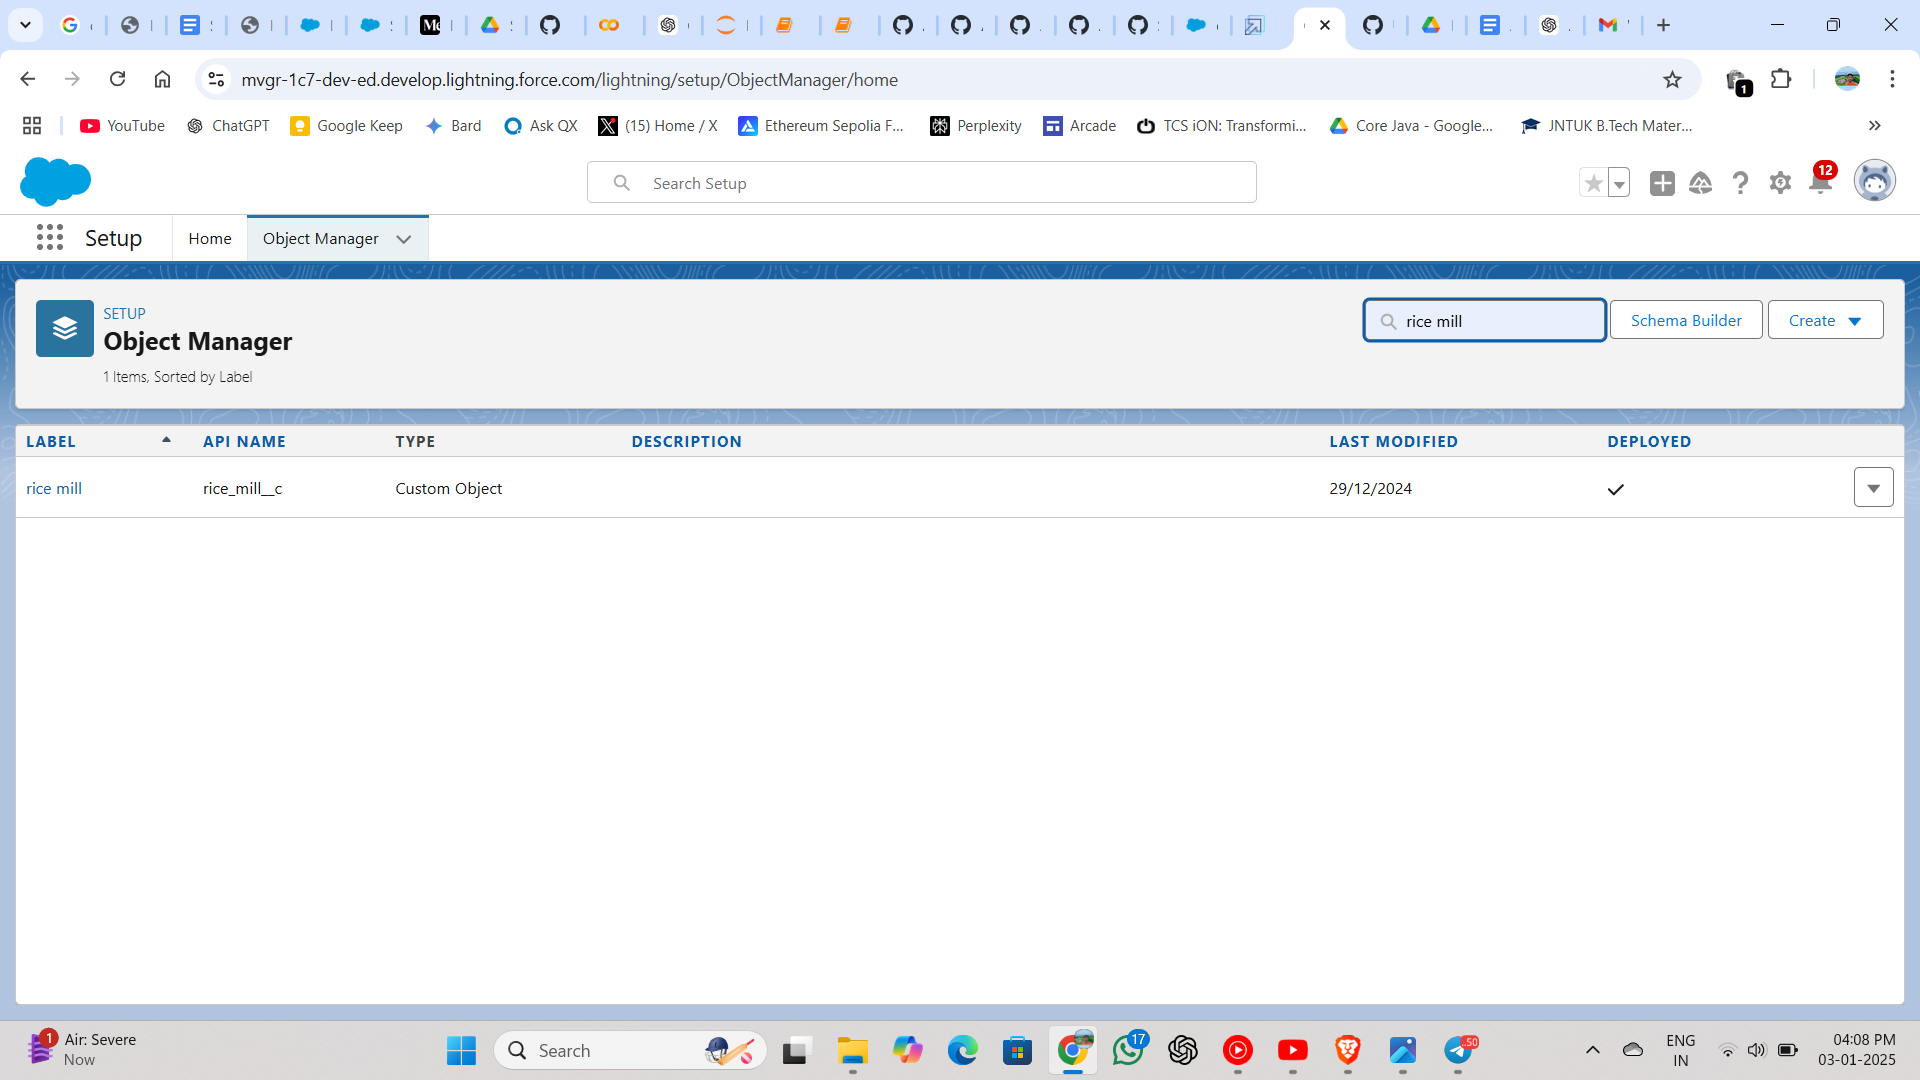 mvgr-1c7-dev-ed.develop.lightning.force.com/lightning/setup/ObjectManager/home
1
YouTube ChatGPT Google Keep Bard Ask QX (15) Home / X Ethereum Sepolia F... Perplexity Arcade TCS iON: Transformi... Core Java - Google... JNTUK B.Tech Mater...
Search Setup
12
Setup Home Object Manager
SETUP
Object Manager
1 Items, Sorted by Label
rice mill
Schema Builder
Create
LABEL API NAME TYPE DESCRIPTION LAST MODIFIED DEPLOYED
rice mill rice_mill__c Custom Object 29/12/2024
1
Air: Severe
Now
Search
17
50
ENG
IN
04:08 PM
03-01-2025